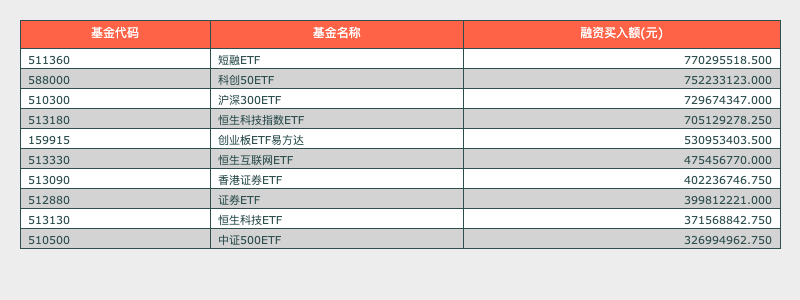 基金代码 基金名称 融资买入额(元)
511360 短融ETF 770295518.500
588000 科创50ETF 752233123.000
510300 沪深300ETF 729674347.000
513180 恒生科技指数ETF 705129278.250
159915 创业板ETF易方达 530953403.500
513330 恒生互联网ETF 475456770.000
513090 香港证券ETF 402236746.750
512880 证券ETF 399812221.000
513130 恒生科技ETF 371568842.750
510500 中证500ETF 326994962.750